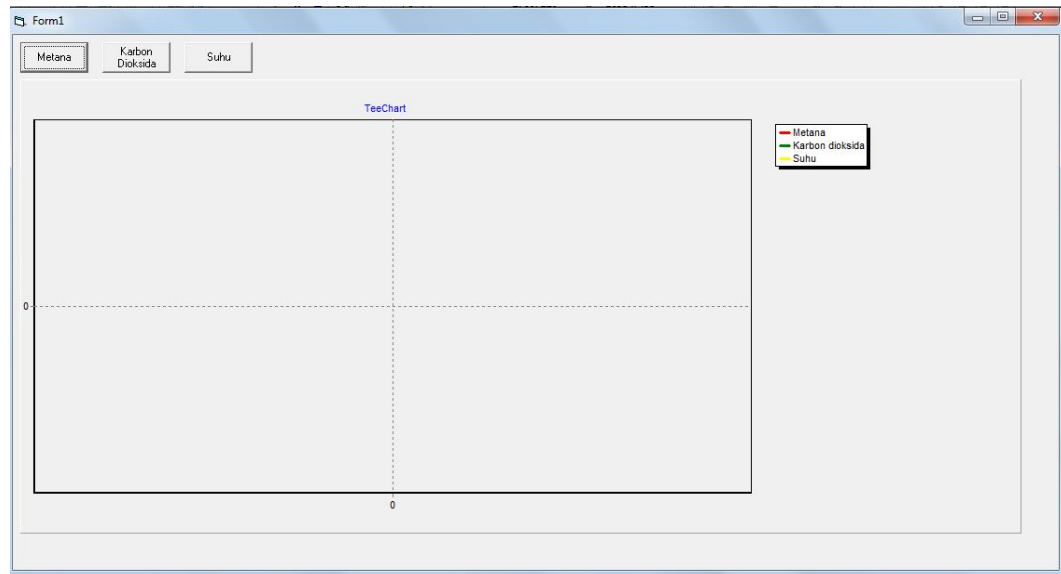 Form1
Metana
Karbon
Dioksida
Suhu
TeeChart
Metana
Karbon dioksida
Suhu
0
0